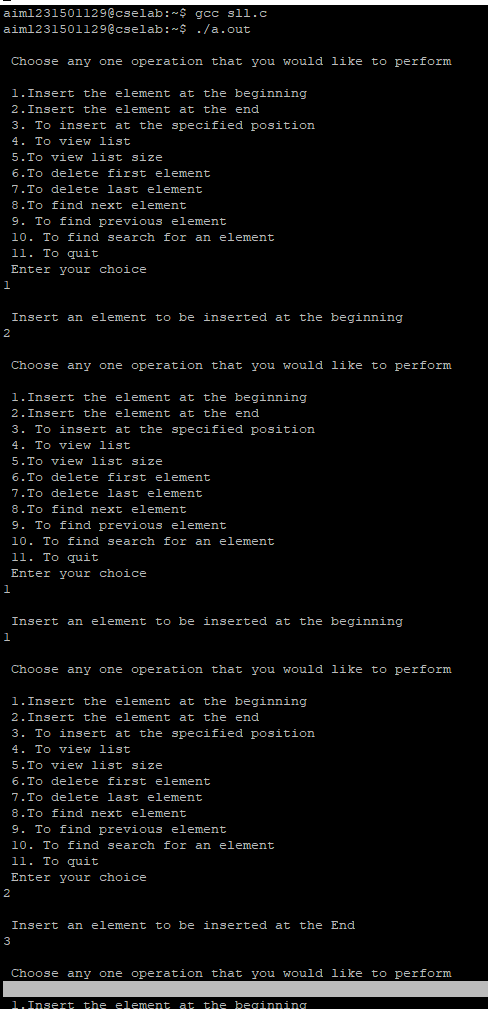 aiml231501129@cselab:~$ gcc sll.c
aiml231501129@cselab:~$ ./a.out
Choose any one operation that you would like to perform
1.Insert the element at the beginning
2.Insert the element at the end
3. To insert at the specified position
4. To view list
5.To view list size
6.To delete first element
7.To delete last element
8.To find next element
9. To find previous element
10. To find search for an element
11. To quit
Enter your choice
1
Insert an element to be inserted at the beginning
2
Choose any one operation that you would like to perform
1.Insert the element at the beginning
2.Insert the element at the end
3. To insert at the specified position
4. To view list
5.To view list size
6.To delete first element
7.To delete last element
8.To find next element
9. To find previous element
10. To find search for an element
11. To quit
Enter your choice
1
Insert an element to be inserted at the beginning
1
Choose any one operation that you would like to perform
1.Insert the element at the beginning
2.Insert the element at the end
3. To insert at the specified position
4. To view list
5.To view list size
6.To delete first element
7.To delete last element
8.To find next element
9. To find previous element
10. To find search for an element
11. To quit
Enter your choice
2
Insert an element to be inserted at the End
3
Choose any one operation that you would like to perform
1.Insert the element at the beginning